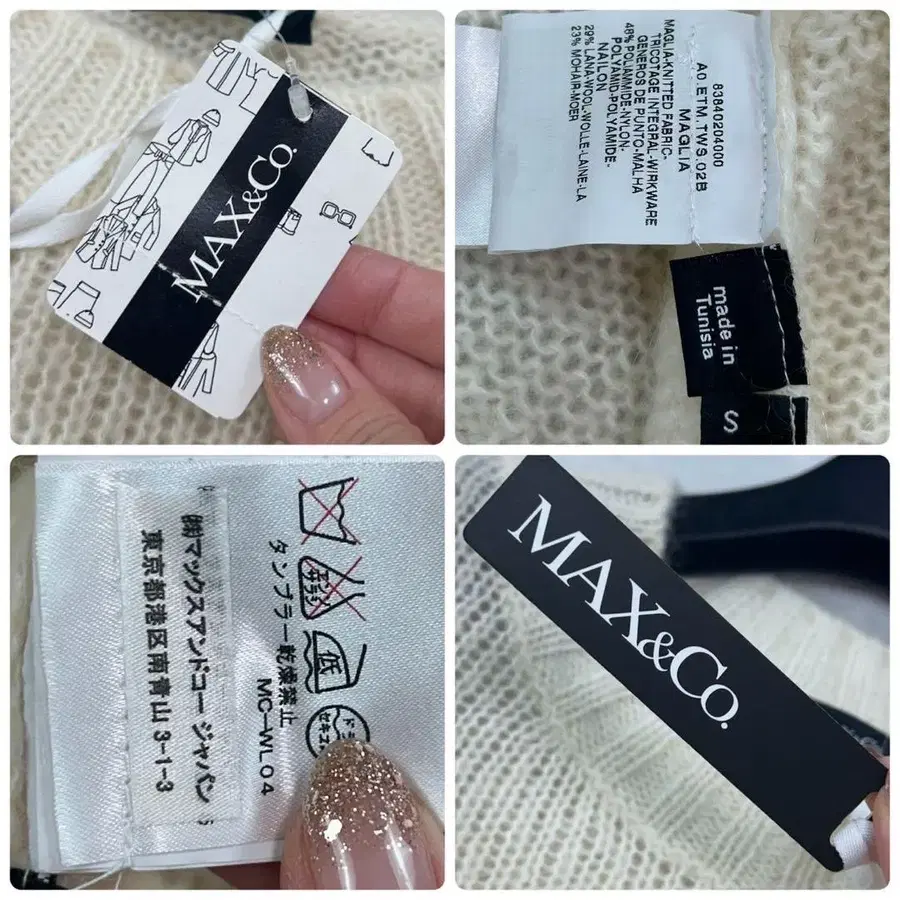 MAX&Co.
83840204000
A0.ETM.TWS.02B
MAGLIA
MAGLIA-KNITTED FABRIC-
TRICOTAGE INTEGRAL-WIRKWARE
GENEROS DE PUNTO-MALHA
48% POLIAMMIDE-NYLON-
POLYAMID-POLYAMIDE-
NAILON
29% LANA-WOOL-WOLLE-LAINE-LA
23% MOHAIR-MOER
made in
Tunisia
S
低
タンブラー乾燥禁止
MC-WL04
㈱マックスアンドコー ジャパン
東京都港区南青山 3-1-3
S
MAX&Co.